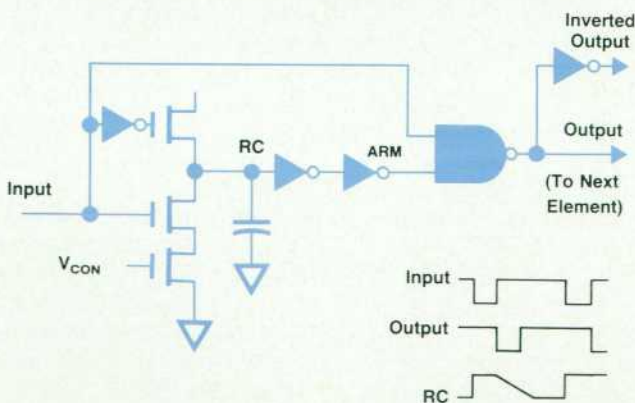 Inverted
Output
RC
ARM
Output
Input
(To Next
Element)
V_CON
Input
Output
RC